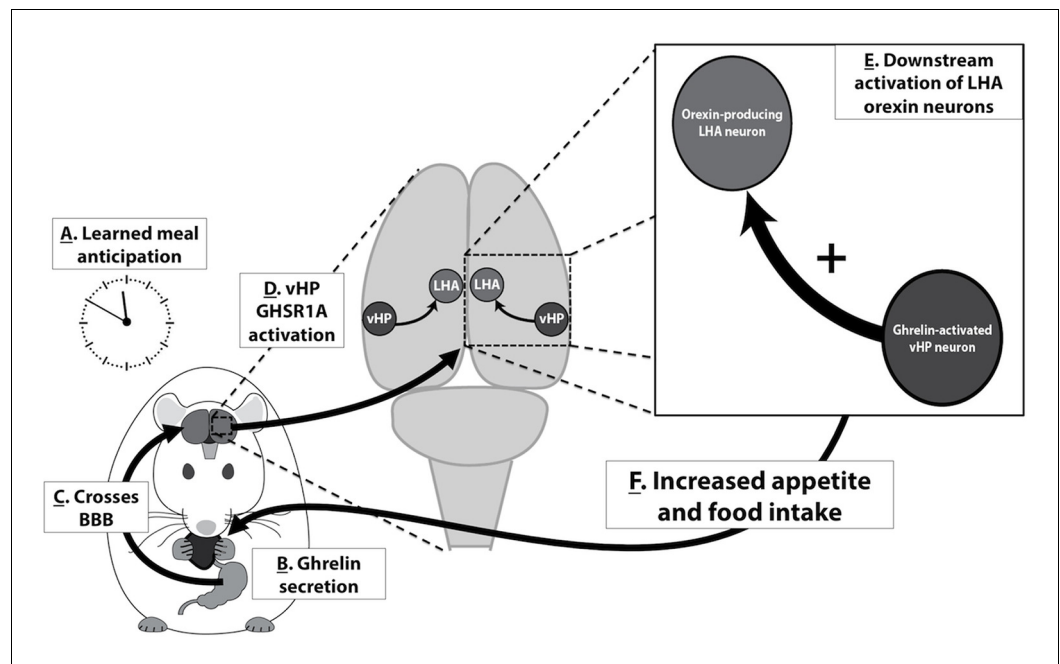 A. Learned meal
anticipation
B. Ghrelin
secretion
C. Crosses
BBB
D. vHP
GHSR1A
activation
LHA
LHA
vHP
vHP
E. Downstream
activation of LHA
orexin neurons
Orexin-producing
LHA neuron
+
Ghrelin-activated
vHP neuron
F. Increased appetite
and food intake